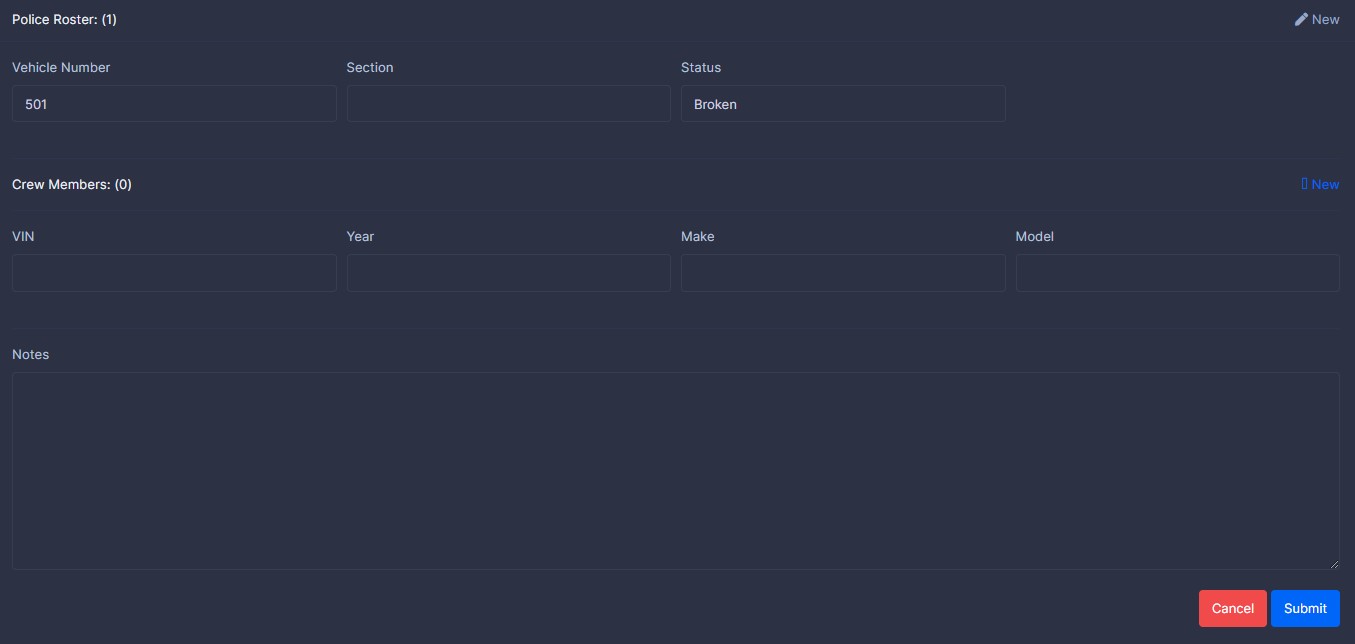 Police Roster: (1) New
Vehicle Number Section Status
501 Broken
Crew Members: (0) New
VIN Year Make Model
Notes
Cancel Submit